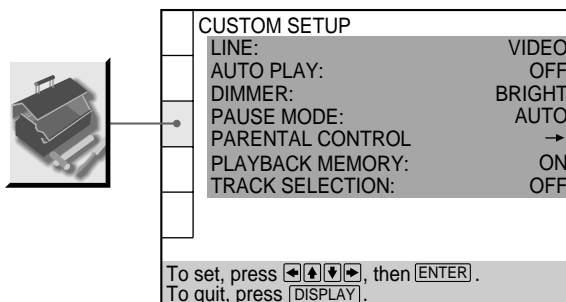 CUSTOM SETUP
LINE: VIDEO
AUTO PLAY: OFF
DIMMER: BRIGHT
PAUSE MODE: AUTO
PARENTAL CONTROL →
PLAYBACK MEMORY: ON
TRACK SELECTION: OFF
To set, press ←↑↓→, then ENTER.
To quit, press DISPLAY.